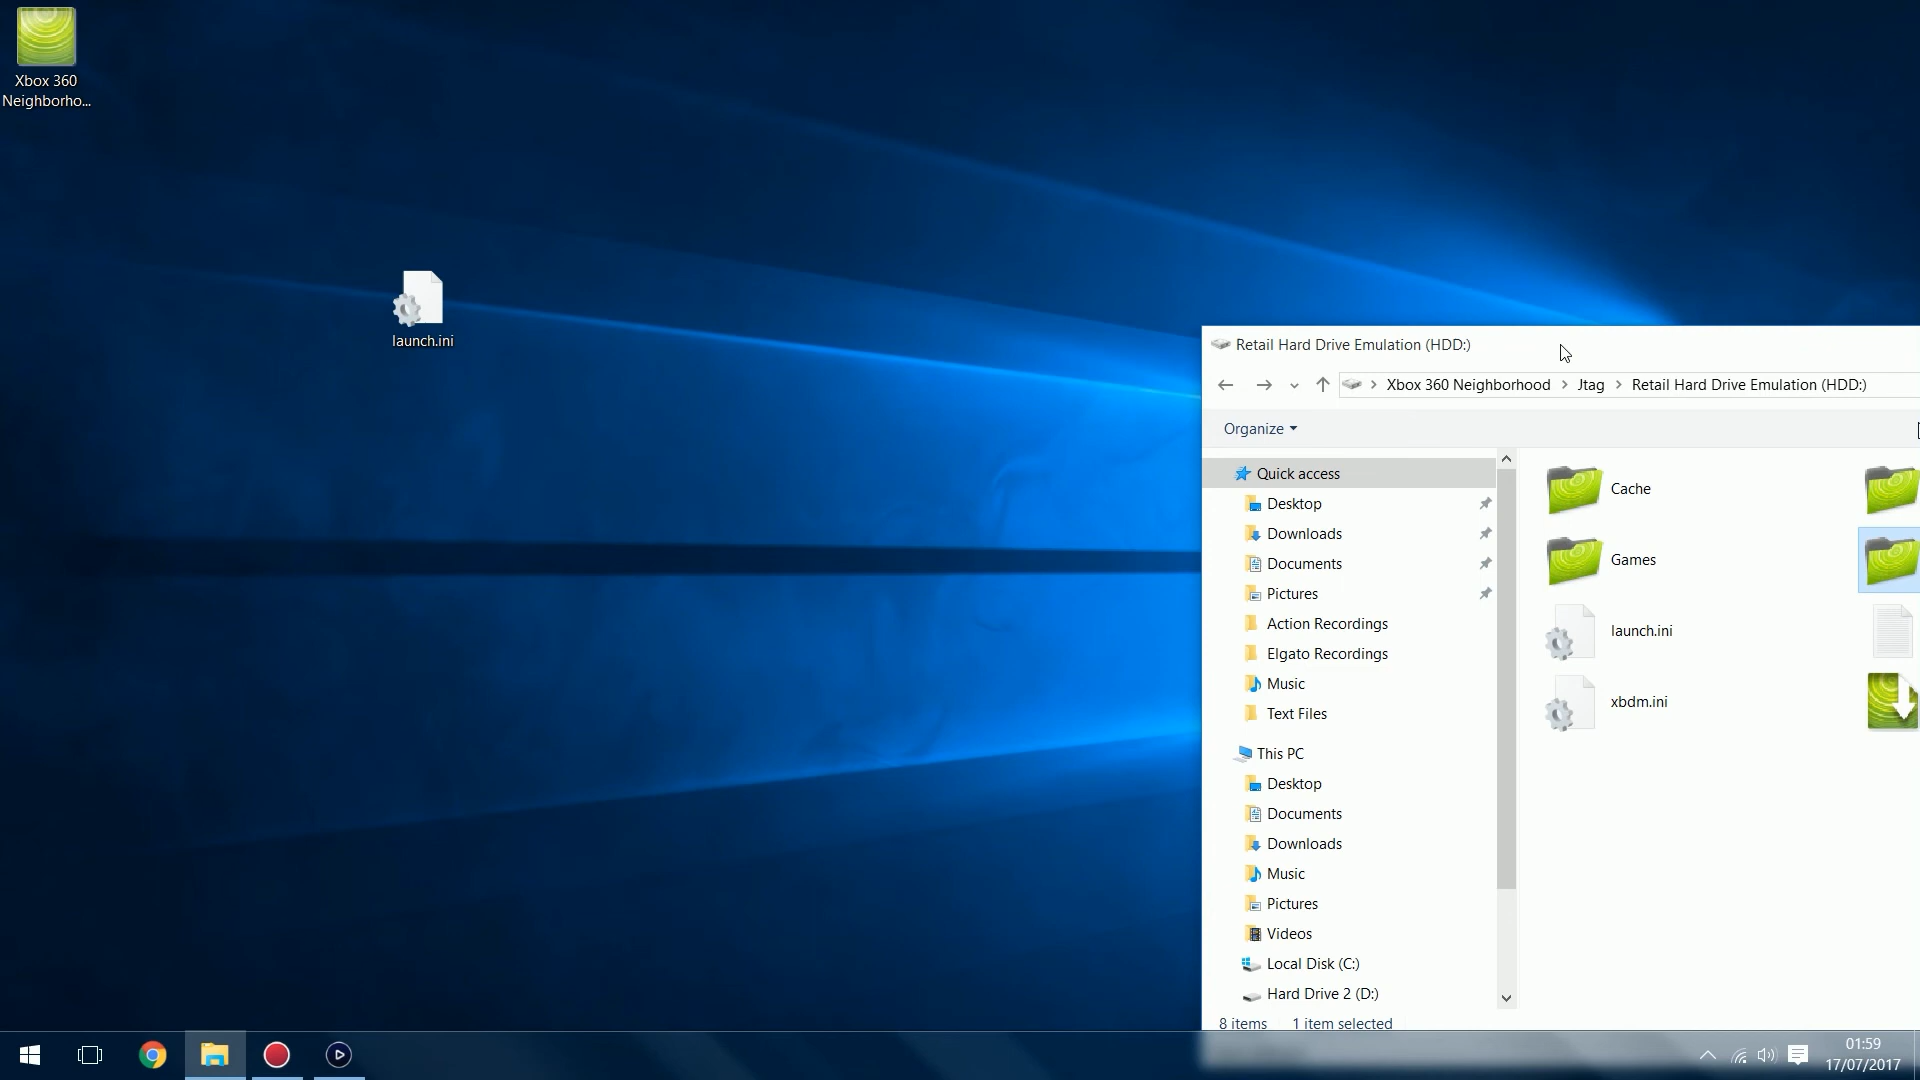 Xbox 360
Neighborho...
launch.ini
Retail Hard Drive Emulation (HDD:)
Xbox 360 Neighborhood > Jtag > Retail Hard Drive Emulation (HDD:)
Organize
Quick access
Desktop
Downloads
Documents
Pictures
Action Recordings
Elgato Recordings
Music
Text Files
This PC
Desktop
Documents
Downloads
Music
Pictures
Videos
Local Disk (C:)
Hard Drive 2 (D:)
Cache
Games
launch.ini
xbdm.ini
8 items 1 item selected
01:59
17/07/2017